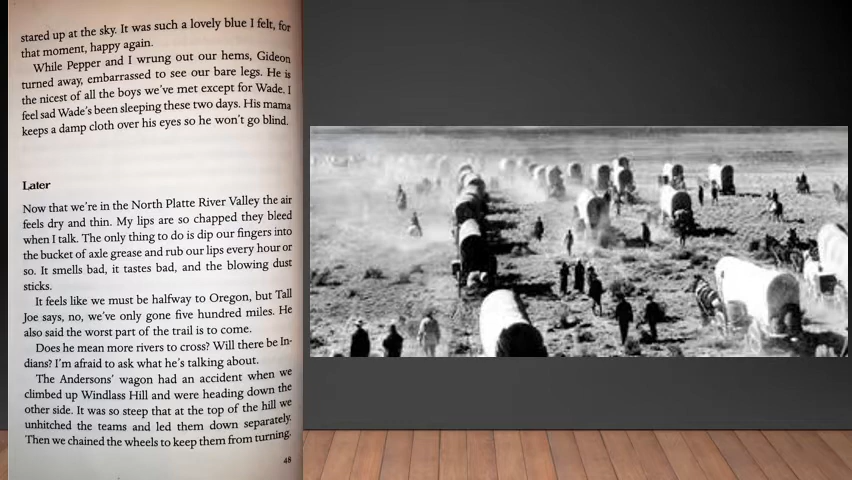 stared up at the sky. It was such a lovely blue I felt, for
that moment, happy again.
While Pepper and I wrung out our hems, Gideon
turned away, embarrassed to see our bare legs. He is
the nicest of all the boys we've met except for Wade. I
feel sad Wade's been sleeping these two days. His mama
keeps a damp cloth over his eyes so he won't go blind.
Later
Now that we're in the North Platte River Valley the air
feels dry and thin. My lips are so chapped they bleed
when I talk. The only thing to do is dip our fingers into
the bucket of axle grease and rub our lips every hour or
so. It smells bad, it tastes bad, and the blowing dust
sticks.
It feels like we must be halfway to Oregon, but Tall
Joe says, no, we've only gone five hundred miles. He
also said the worst part of the trail is to come.
Does he mean more rivers to cross? Will there be In-
dians? I'm afraid to ask what he's talking about.
The Andersons' wagon had an accident when we
climbed up Windlass Hill and were heading down the
other side. It was so steep that at the top of the hill we
unhitched the teams and led them down separately.
Then we chained the wheels to keep them from turning.
48